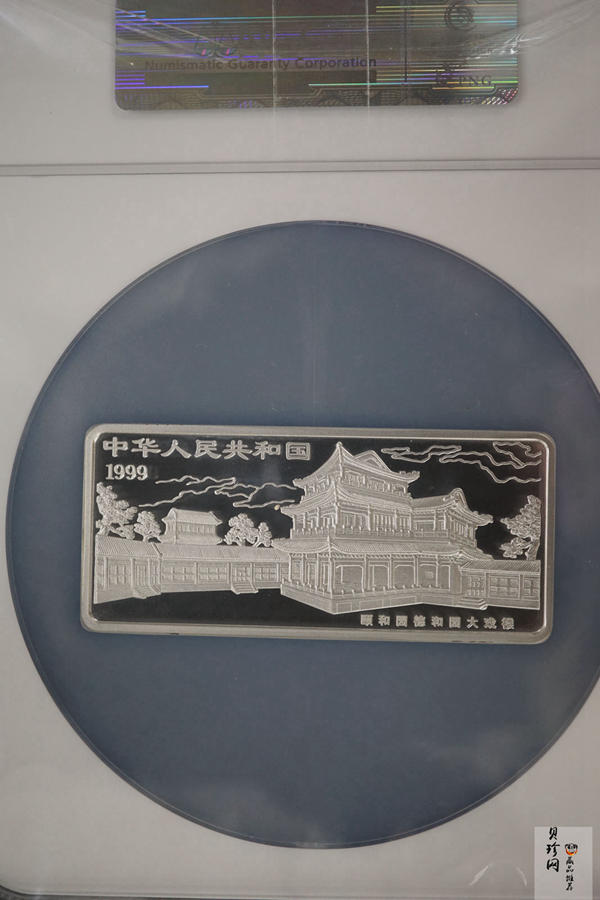 Numismatic Guaranty Corporation
PNG
中华人民共和国
1999
颐和园德和园大戏楼
贝珍网